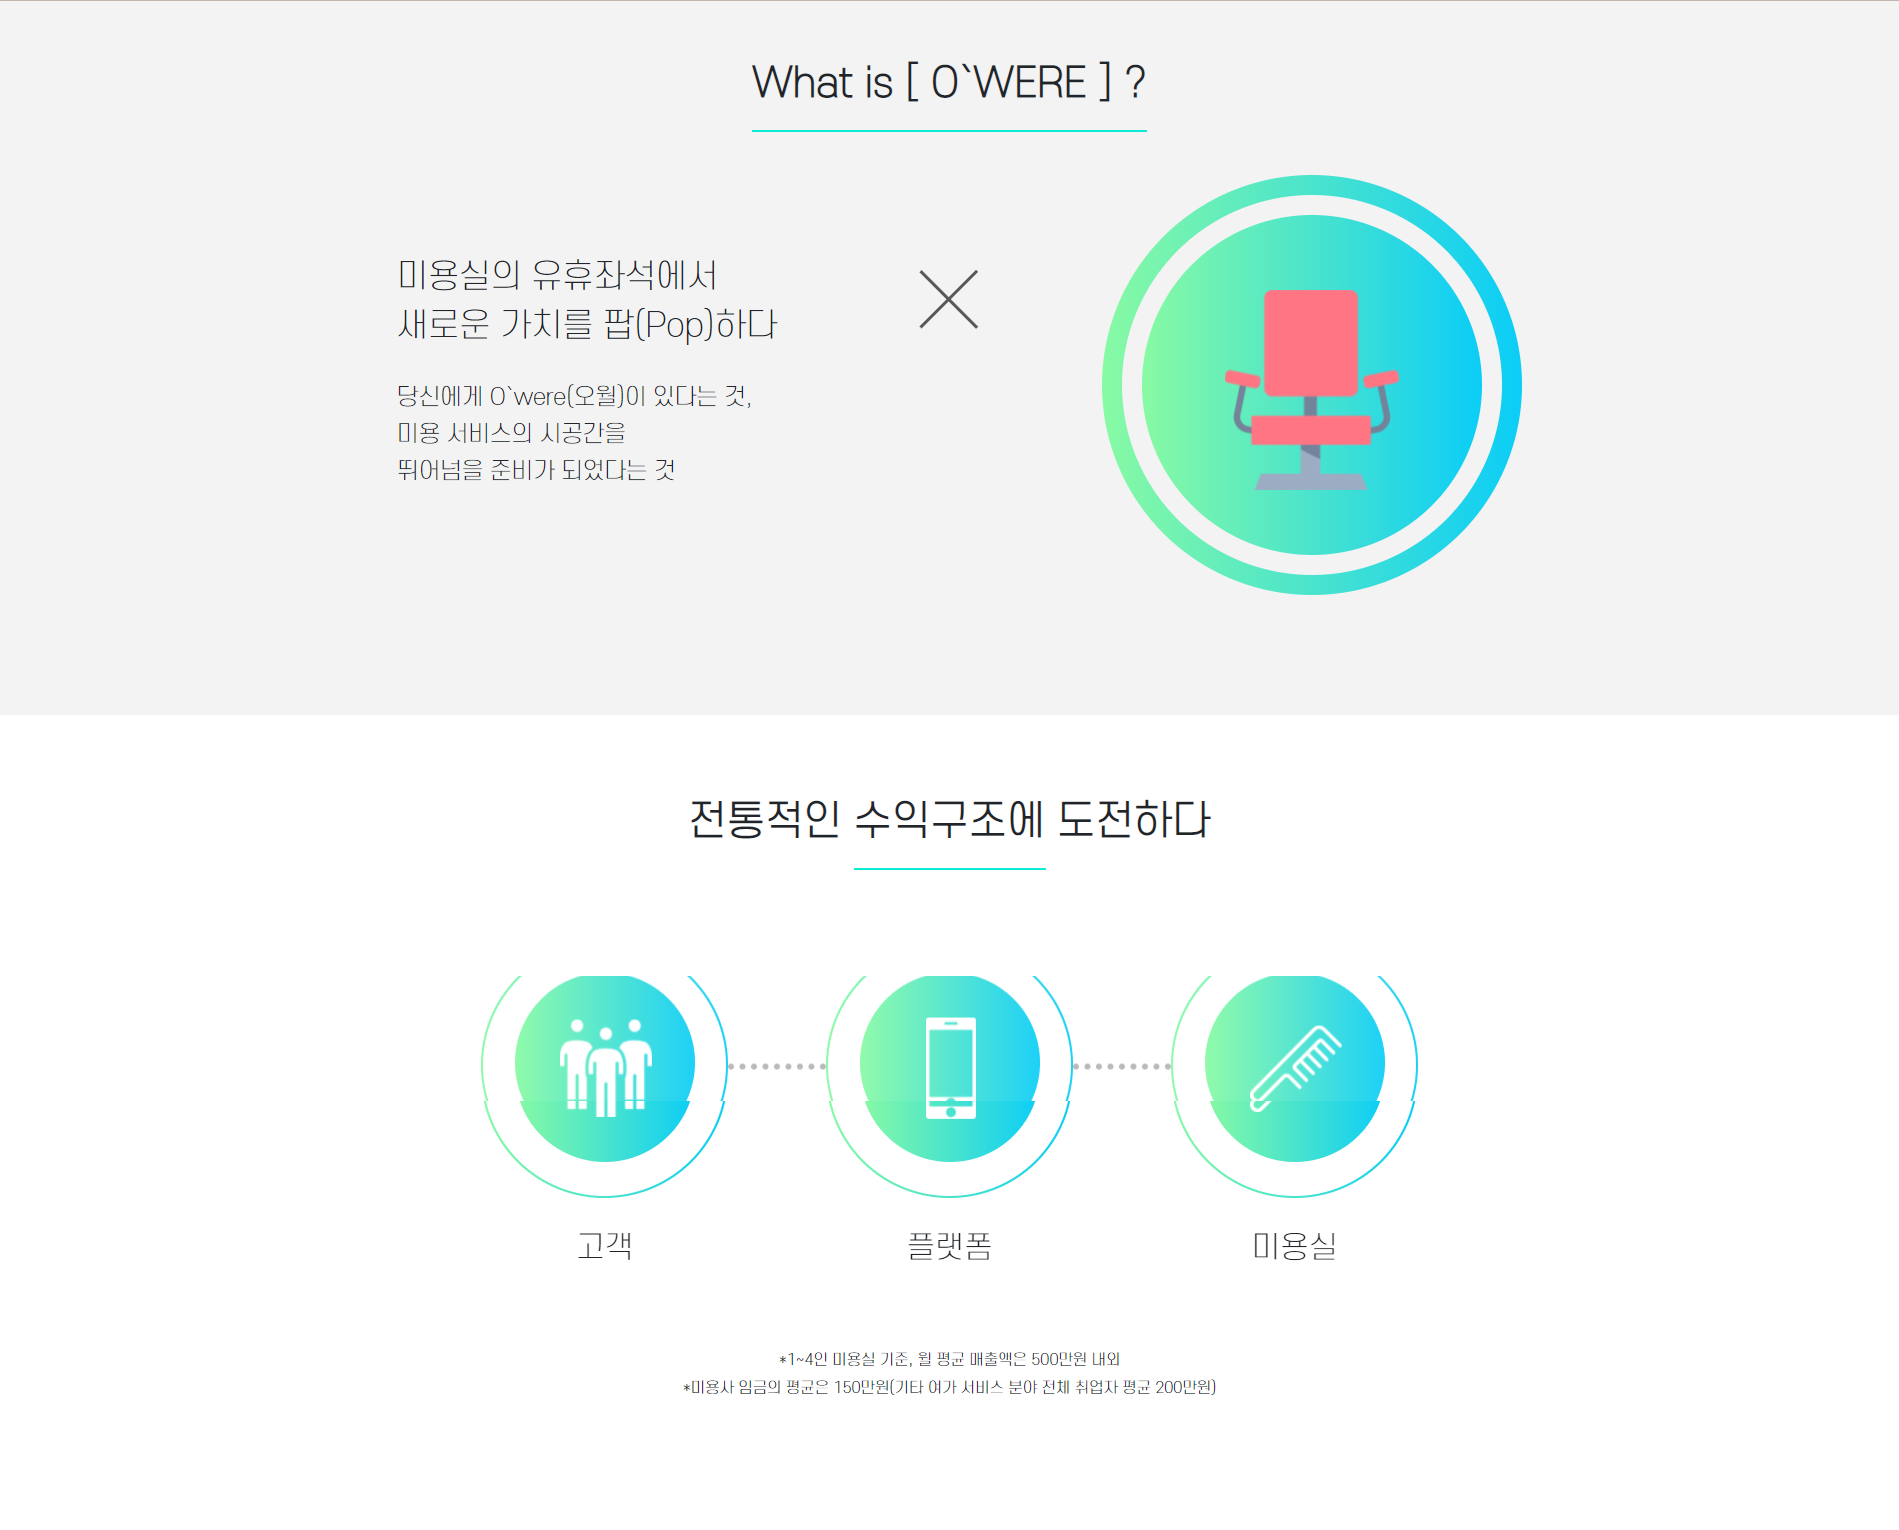 What is [ O`WERE ] ?
미용실의 유휴좌석에서
새로운 가치를 팝(Pop)하다
당신에게 O`were(오월)이 있다는 것,
미용 서비스의 시공간을
뛰어넘을 준비가 되었다는 것
전통적인 수익구조에 도전하다
고객
플랫폼
미용실
*1~4인 미용실 기준, 월 평균 매출액은 500만원 내외
*미용사 임금의 평균은 150만원(기타 여가 서비스 분야 전체 취업자 평균 200만원)